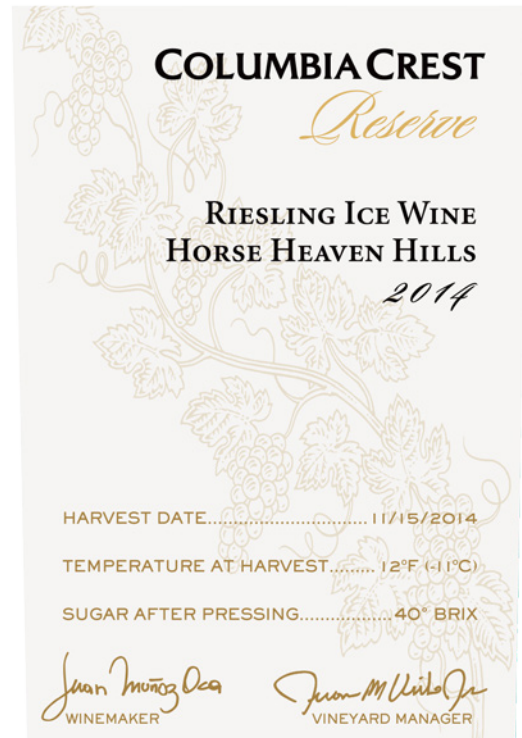 COLUMBIA CREST
Reserve
RIESLING ICE WINE
HORSE HEAVEN HILLS
2014
HARVEST DATE...............................11/15/2014
TEMPERATURE AT HARVEST.........12°F (-11°C)
SUGAR AFTER PRESSING..................40° BRIX
Juan Muñoz Oca
WINEMAKER
VINEYARD MANAGER